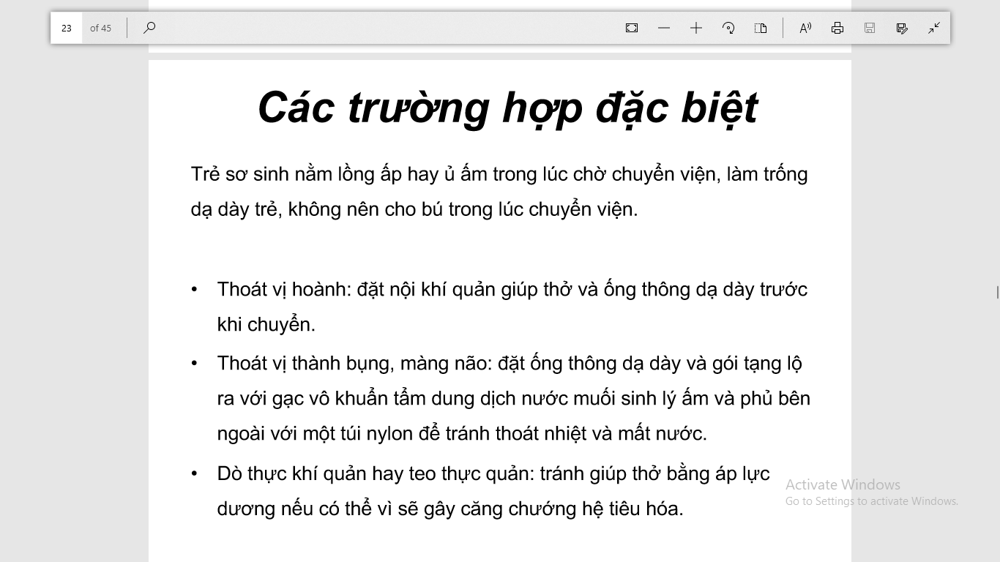 23 of 45
Các trường hợp đặc biệt
Trẻ sơ sinh nằm lồng ấp hay ủ ấm trong lúc chờ chuyển viện, làm trống
dạ dày trẻ, không nên cho bú trong lúc chuyển viện.
• Thoát vị hoành: đặt nội khí quản giúp thở và ống thông dạ dày trước
khi chuyển.
• Thoát vị thành bụng, màng não: đặt ống thông dạ dày và gói tạng lộ
ra với gạc vô khuẩn tẩm dung dịch nước muối sinh lý ấm và phủ bên
ngoài với một túi nylon để tránh thoát nhiệt và mất nước.
• Dò thực khí quản hay teo thực quản: tránh giúp thở bằng áp lực
dương nếu có thể vì sẽ gây căng chướng hệ tiêu hóa.
Activate Windows
Go to Settings to activate Windows.